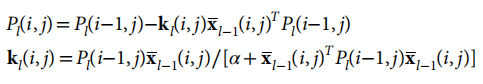 P_l(i,j) = P_l(i−1,j) − k_l(i,j)x̄_{l−1}(i,j)^T P_l(i−1,j)
k_l(i,j) = P_l(i−1,j)x̄_{l−1}(i,j)/[α + x̄_{l−1}(i,j)^T P_l(i−1,j)x̄_{l−1}(i,j)]